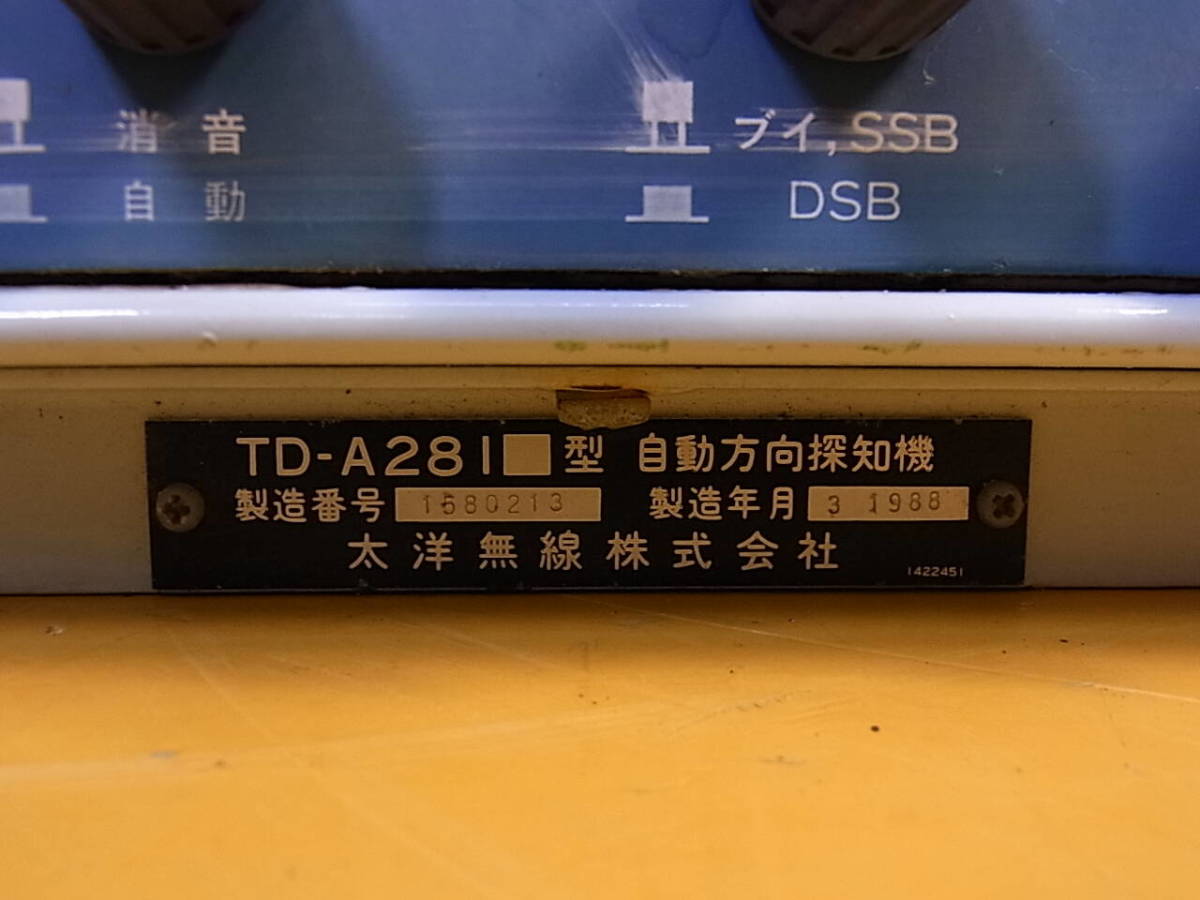 消音
ブイ,SSB
自動
DSB
TD-A281 型 自動方向探知機
製造番号 1580213 製造年月 3 1988
太洋無線株式会社
1422451